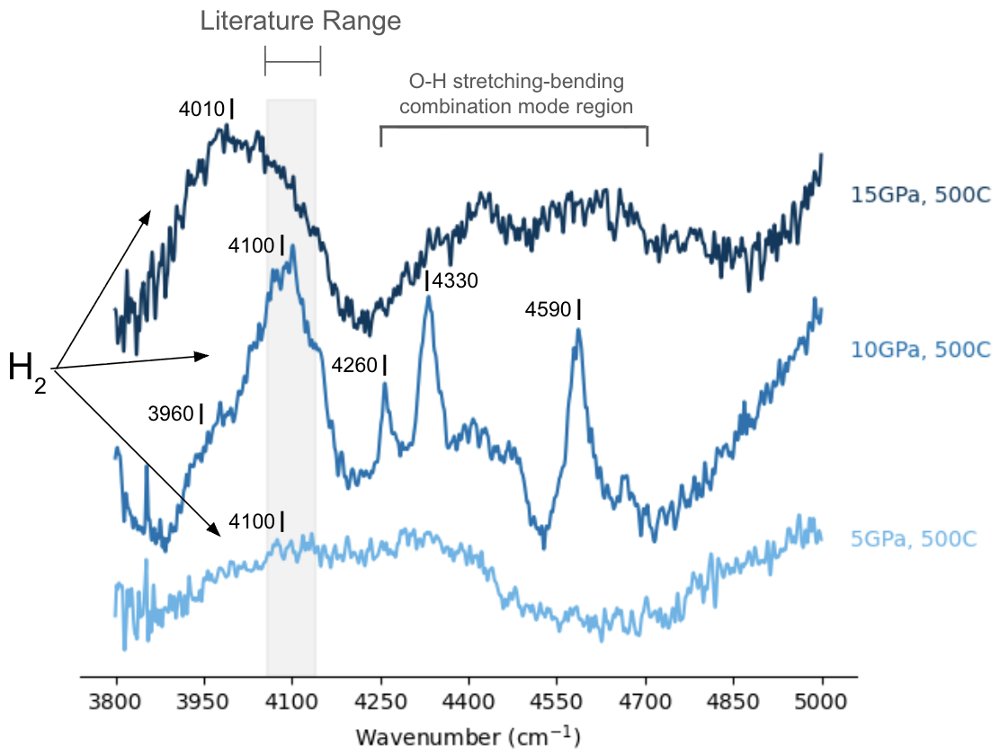 Literature Range
O-H stretching-bending
combination mode region
4010
15GPa, 500C
4100
4330
4590
10GPa, 500C
H2
4260
3960
4100
5GPa, 500C
3800 3950 4100 4250 4400 4550 4700 4850 5000
Wavenumber (cm⁻¹)